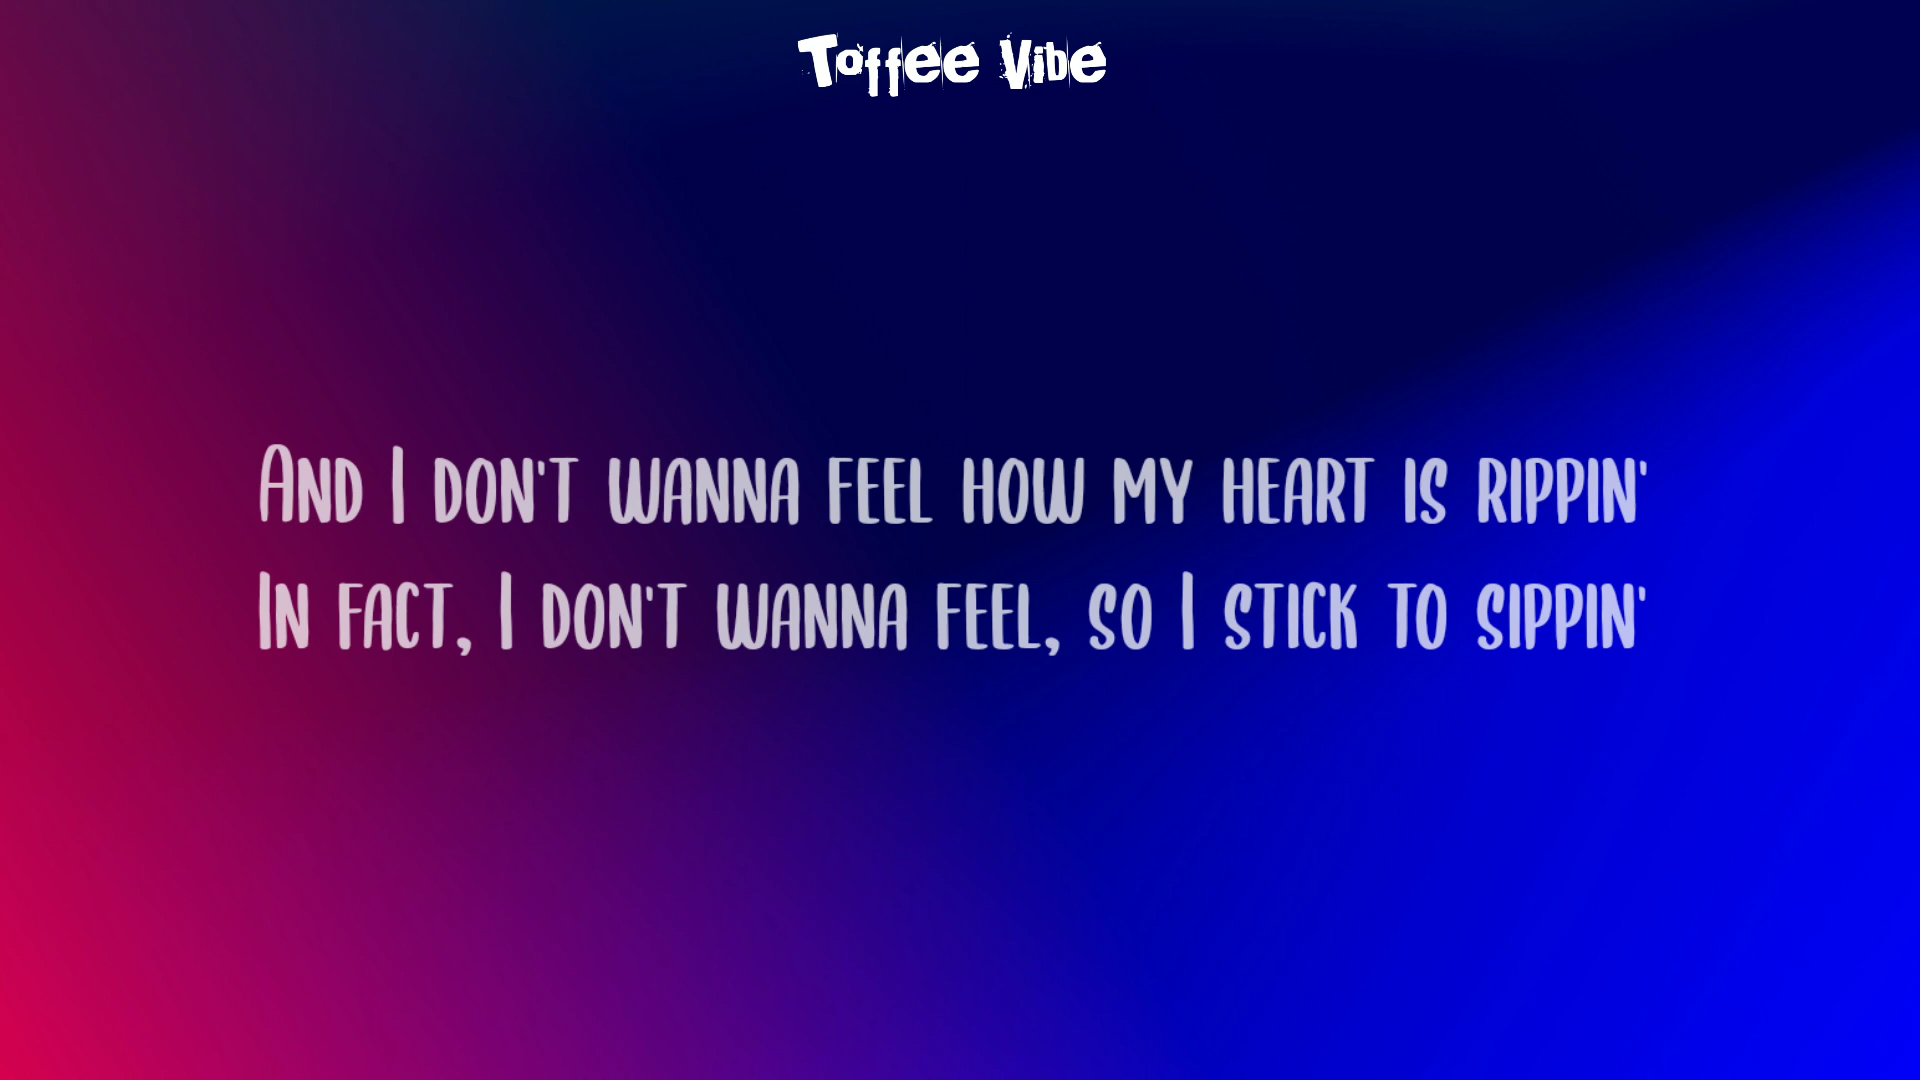 Toffee Vibe
And I don't wanna feel how my heart is rippin'
In fact, I don't wanna feel, so I stick to sippin'